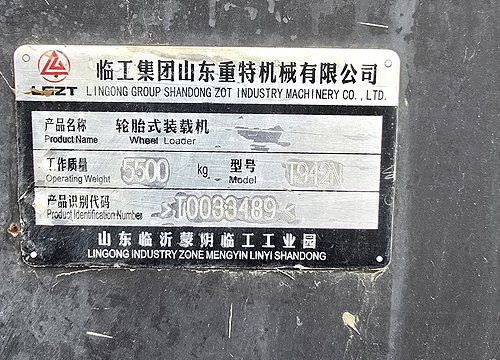 临工集团山东重特机械有限公司
LGZT LINGONG GROUP SHANDONG ZOT INDUSTRY MACHINERY CO., LTD.
产品名称 轮胎式装载机
Product Name Wheel Loader
工作质量 5500 kg 型号 T942N
Operating Weight Model
产品识别代码 >T0033489<
Product Identification Number
山东临沂蒙阴临工工业园
LINGONG INDUSTRY ZONE MENGYIN LINYI SHANDONG